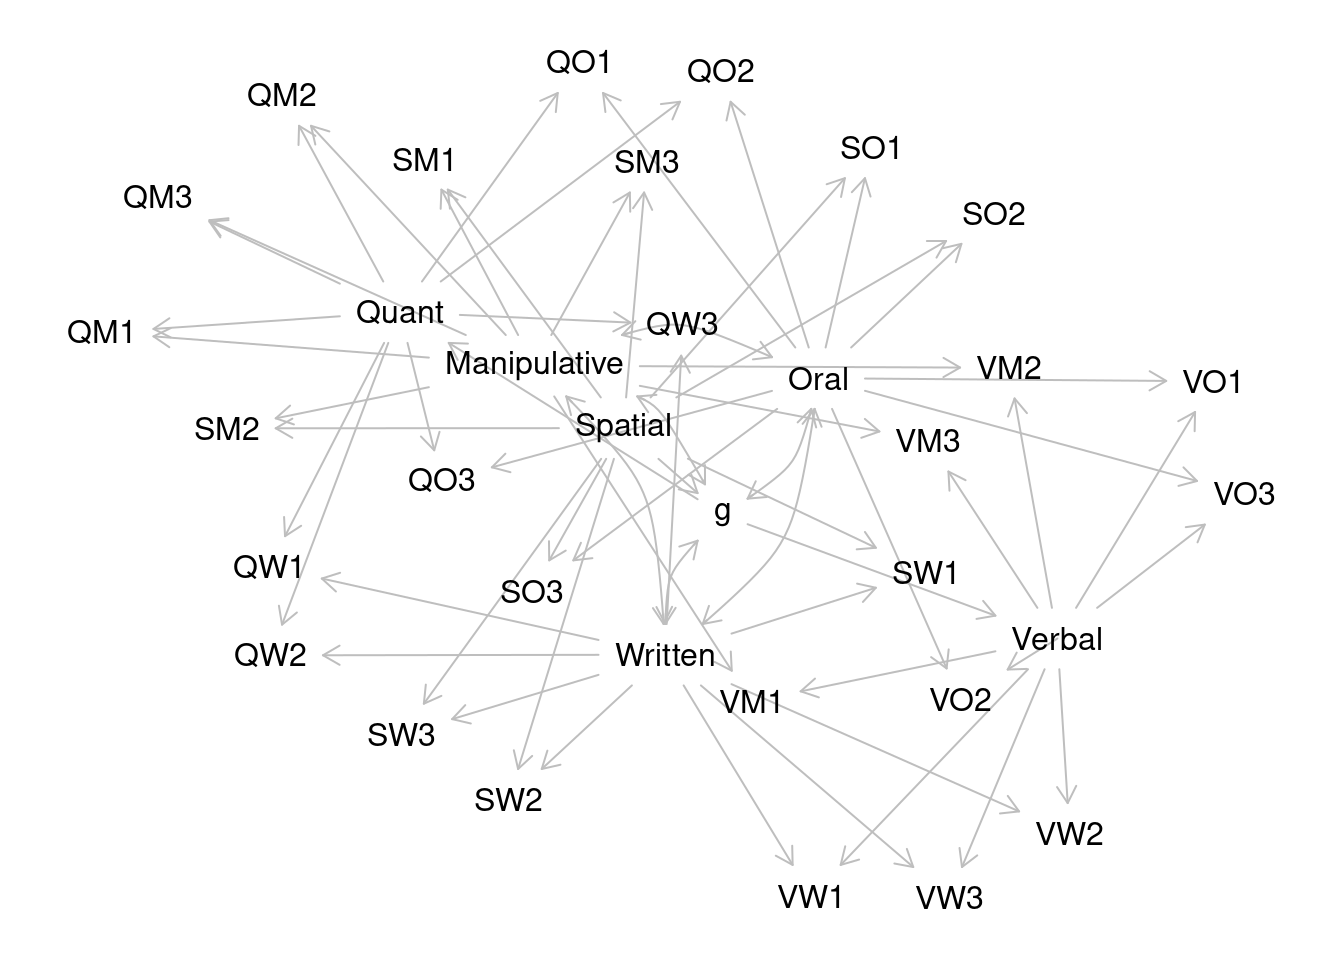 QO1
QO2
QM2
SO1
SM1
SM3
QM3
SO2
Quant
QW3
QM1
Manipulative
VM2
Oral
VO1
Spatial
SM2
VM3
QO3
VO3
g
QW1
SW1
SO3
Verbal
QW2
Written
VM1
VO2
SW3
SW2
VW2
VW1
VW3